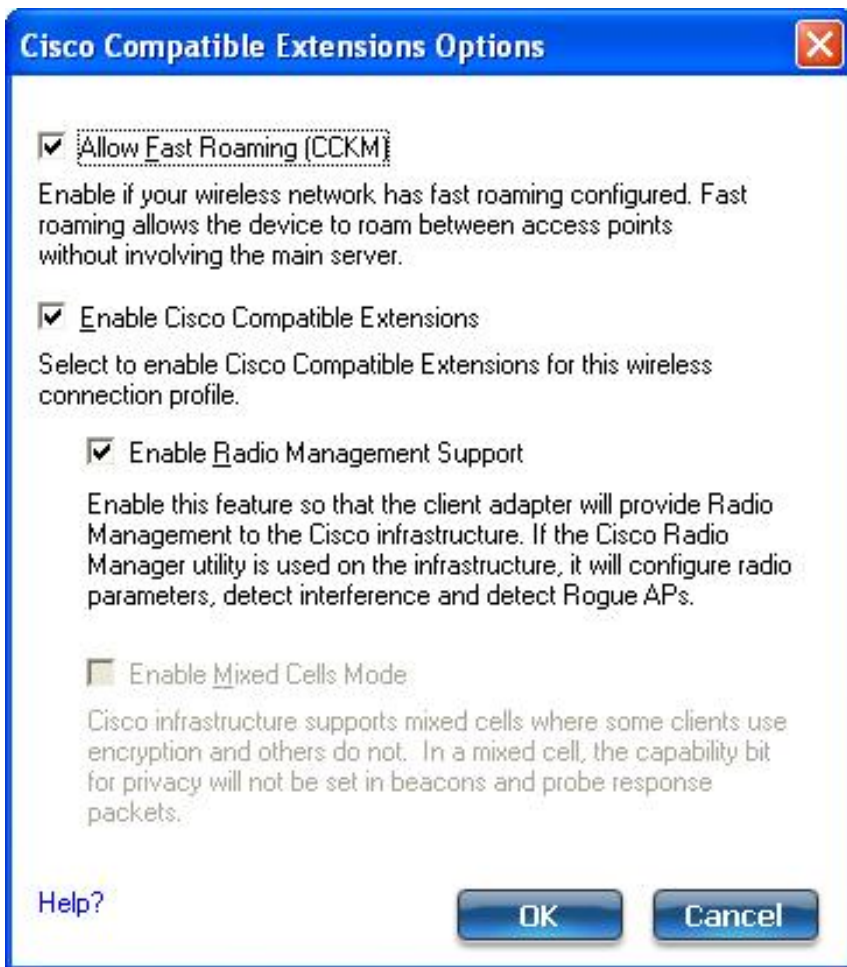 Cisco Compatible Extensions Options
Allow Fast Roaming (CCKM)
Enable if your wireless network has fast roaming configured. Fast
roaming allows the device to roam between access points
without involving the main server.
Enable Cisco Compatible Extensions
Select to enable Cisco Compatible Extensions for this wireless
connection profile.
Enable Radio Management Support
Enable this feature so that the client adapter will provide Radio
Management to the Cisco infrastructure. If the Cisco Radio
Manager utility is used on the infrastructure, it will configure radio
parameters, detect interference and detect Rogue APs.
Enable Mixed Cells Mode
Cisco infrastructure supports mixed cells where some clients use
encryption and others do not. In a mixed cell, the capability bit
for privacy will not be set in beacons and probe response
packets.
Help?
OK
Cancel